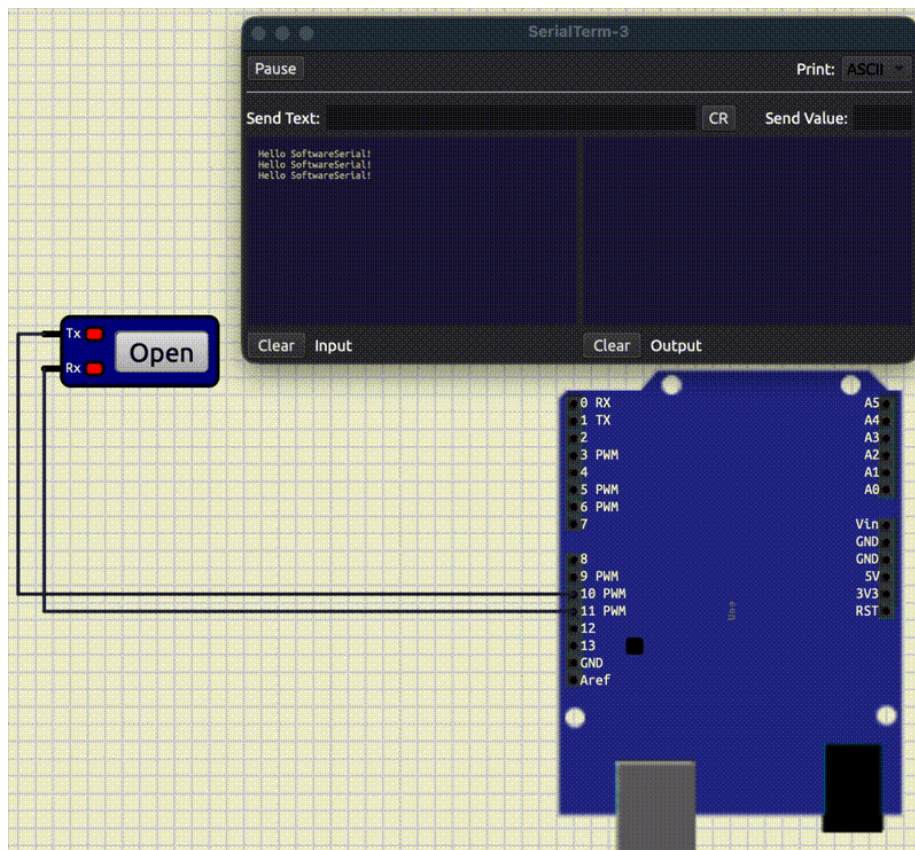 SerialTerm-3
Pause
Print: ASCII
Send Text:
CR
Send Value:
Hello SoftwareSerial!
Hello SoftwareSerial!
Hello SoftwareSerial!
Clear Input
Clear Output
Tx
Rx
Open
0 RX
1 TX
2
3 PWM
4
5 PWM
6 PWM
7
8
9 PWM
10 PWM
11 PWM
12
13
GND
Aref
A5
A4
A3
A2
A1
A0
Vin
GND
GND
5V
3V3
RST
Uno